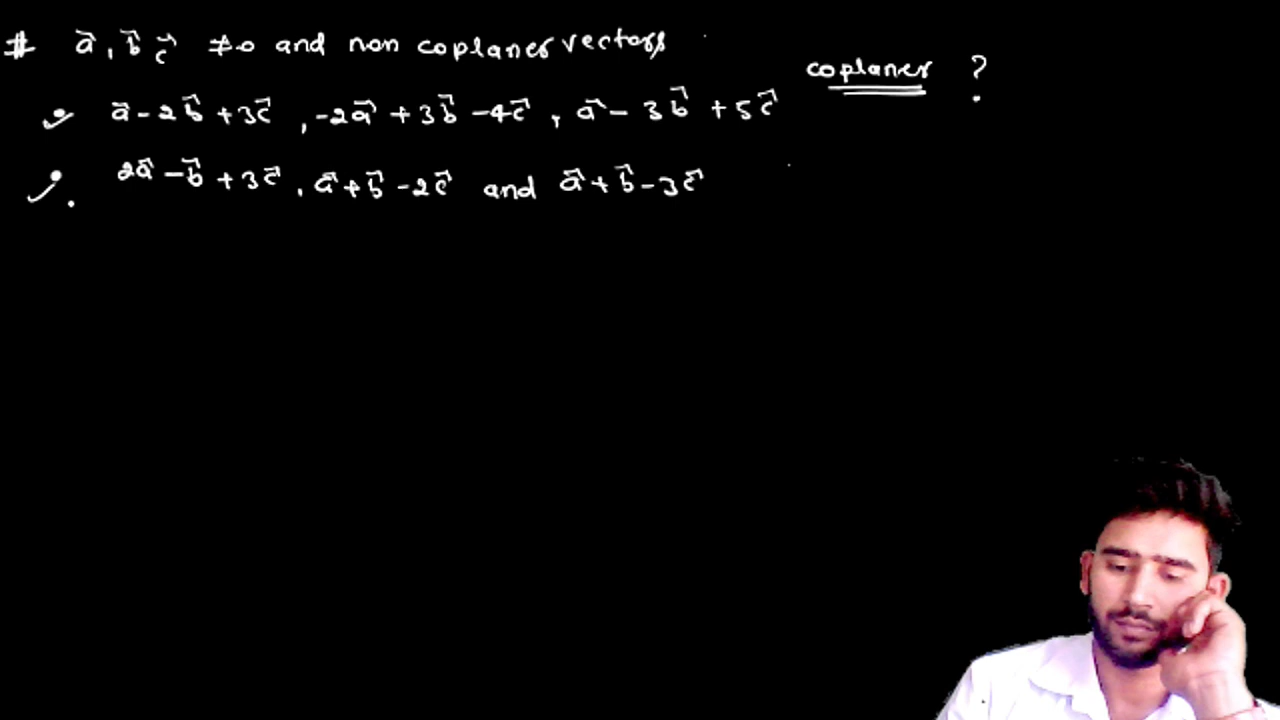 # a⃗, b⃗ c⃗ ≠0 and non coplaner vectors
coplaner ?
a⃗ - 2b⃗ + 3c⃗ , -2a⃗ + 3b⃗ - 4c⃗ , a⃗ - 3b⃗ + 5c⃗
2a⃗ - b⃗ + 3c⃗ , a⃗ + b⃗ - 2c⃗ and a⃗ + b⃗ - 3c⃗